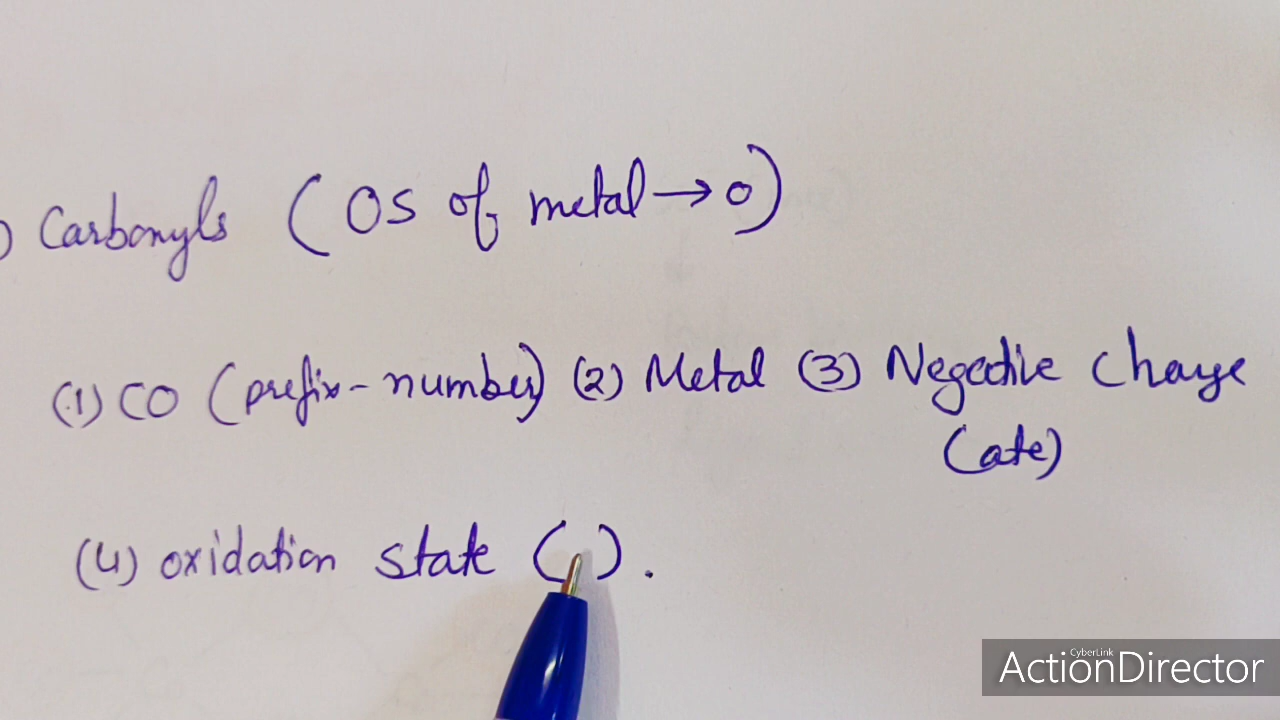 ) Carbonyls ( OS of metal → 0 )
(1) CO (prefix - number) (2) Metal (3) Negative Charge
(ate)
(4) oxidation state ( ).
CyberLink
ActionDirector